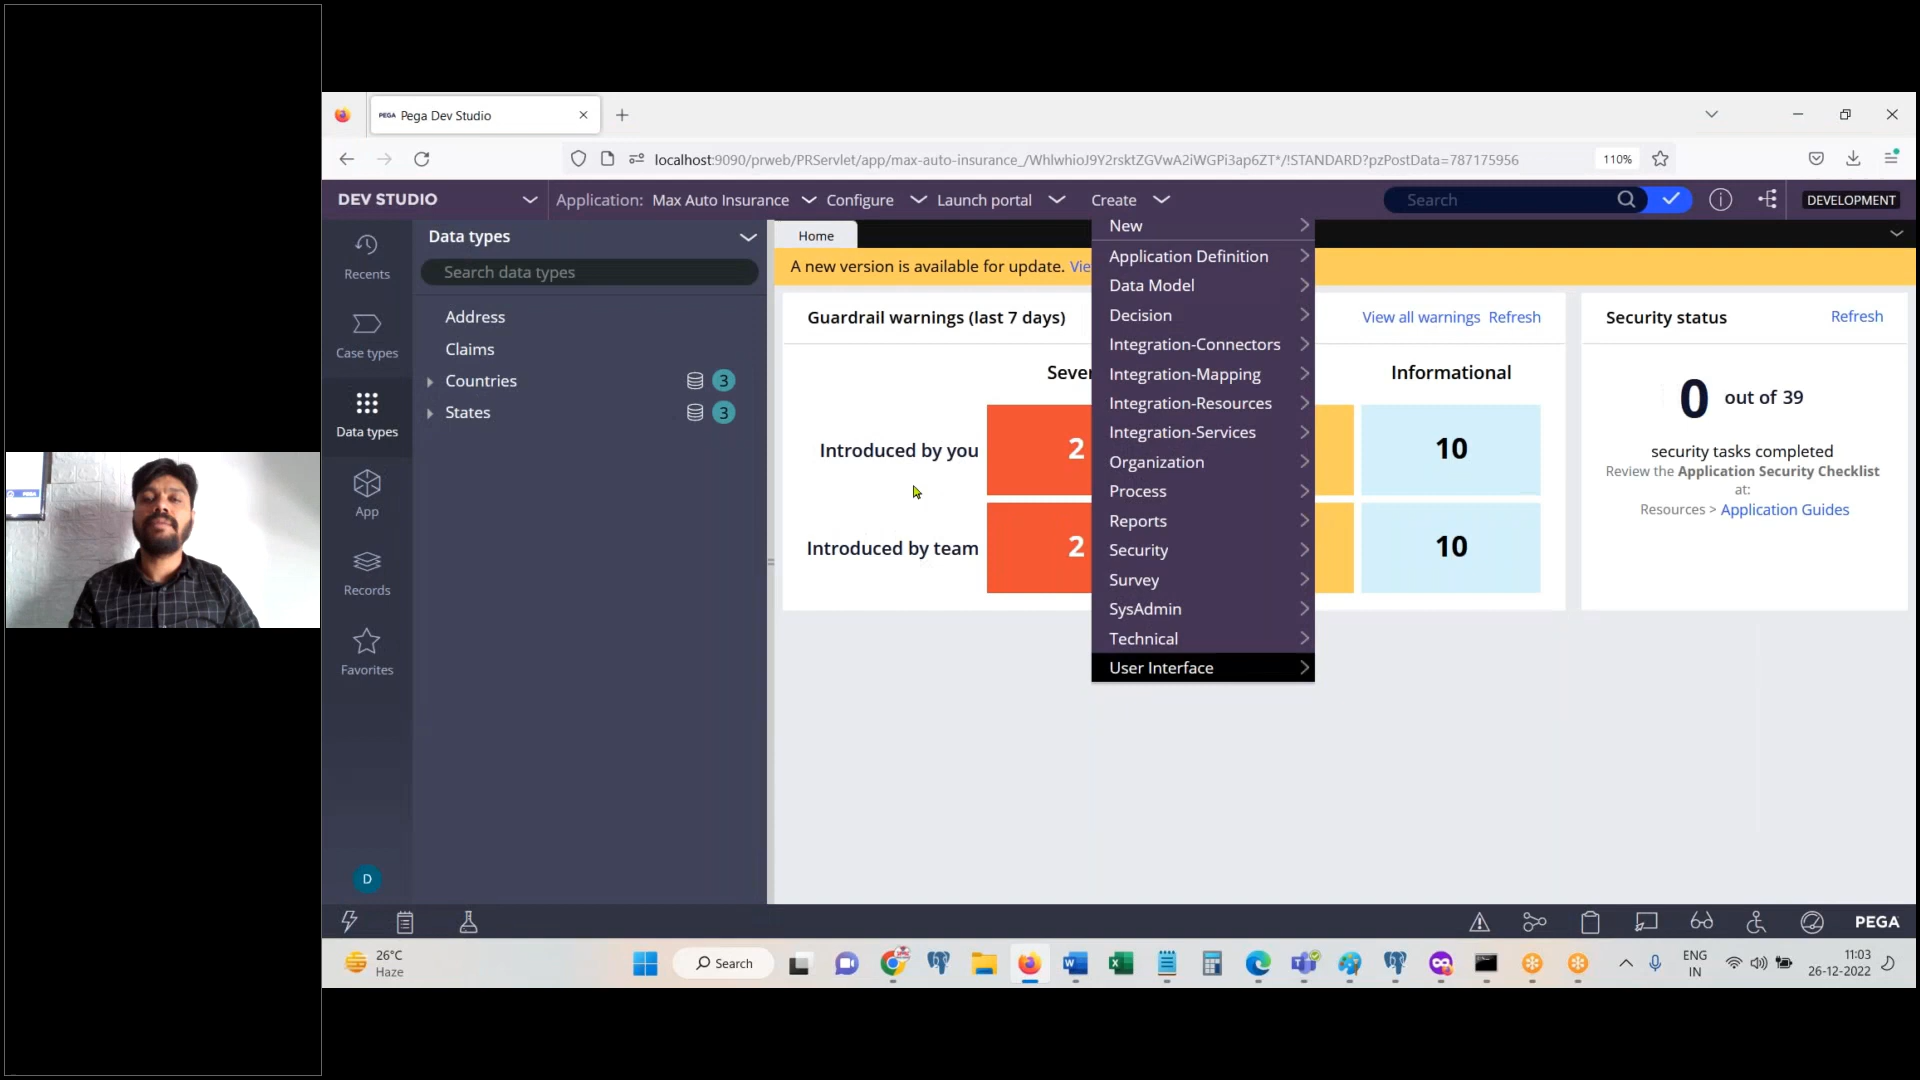 PEGA Pega Dev Studio
localhost:9090/prweb/PRServlet/app/max-auto-insurance_/WhlwhioJ9Y2rsktZGVwA2iWGPi3ap6ZT*/!STANDARD?pzPostData=787175956 110%
DEV STUDIO Application: Max Auto Insurance Configure Launch portal Create Search DEVELOPMENT
Recents
Case types
Data types
App
Records
Favorites
D
Data types
Search data types
Address
Claims
Countries 3
States 3
Home
A new version is available for update. Vie
Guardrail warnings (last 7 days) View all warnings Refresh
Sever Informational
Introduced by you 2 10
Introduced by team 2 10
New
Application Definition
Data Model
Decision
Integration-Connectors
Integration-Mapping
Integration-Resources
Integration-Services
Organization
Process
Reports
Security
Survey
SysAdmin
Technical
User Interface
Security status Refresh
0 out of 39
security tasks completed
Review the Application Security Checklist
at:
Resources > Application Guides
PEGA
26°C
Haze
Search
ENG
IN
11:03
26-12-2022